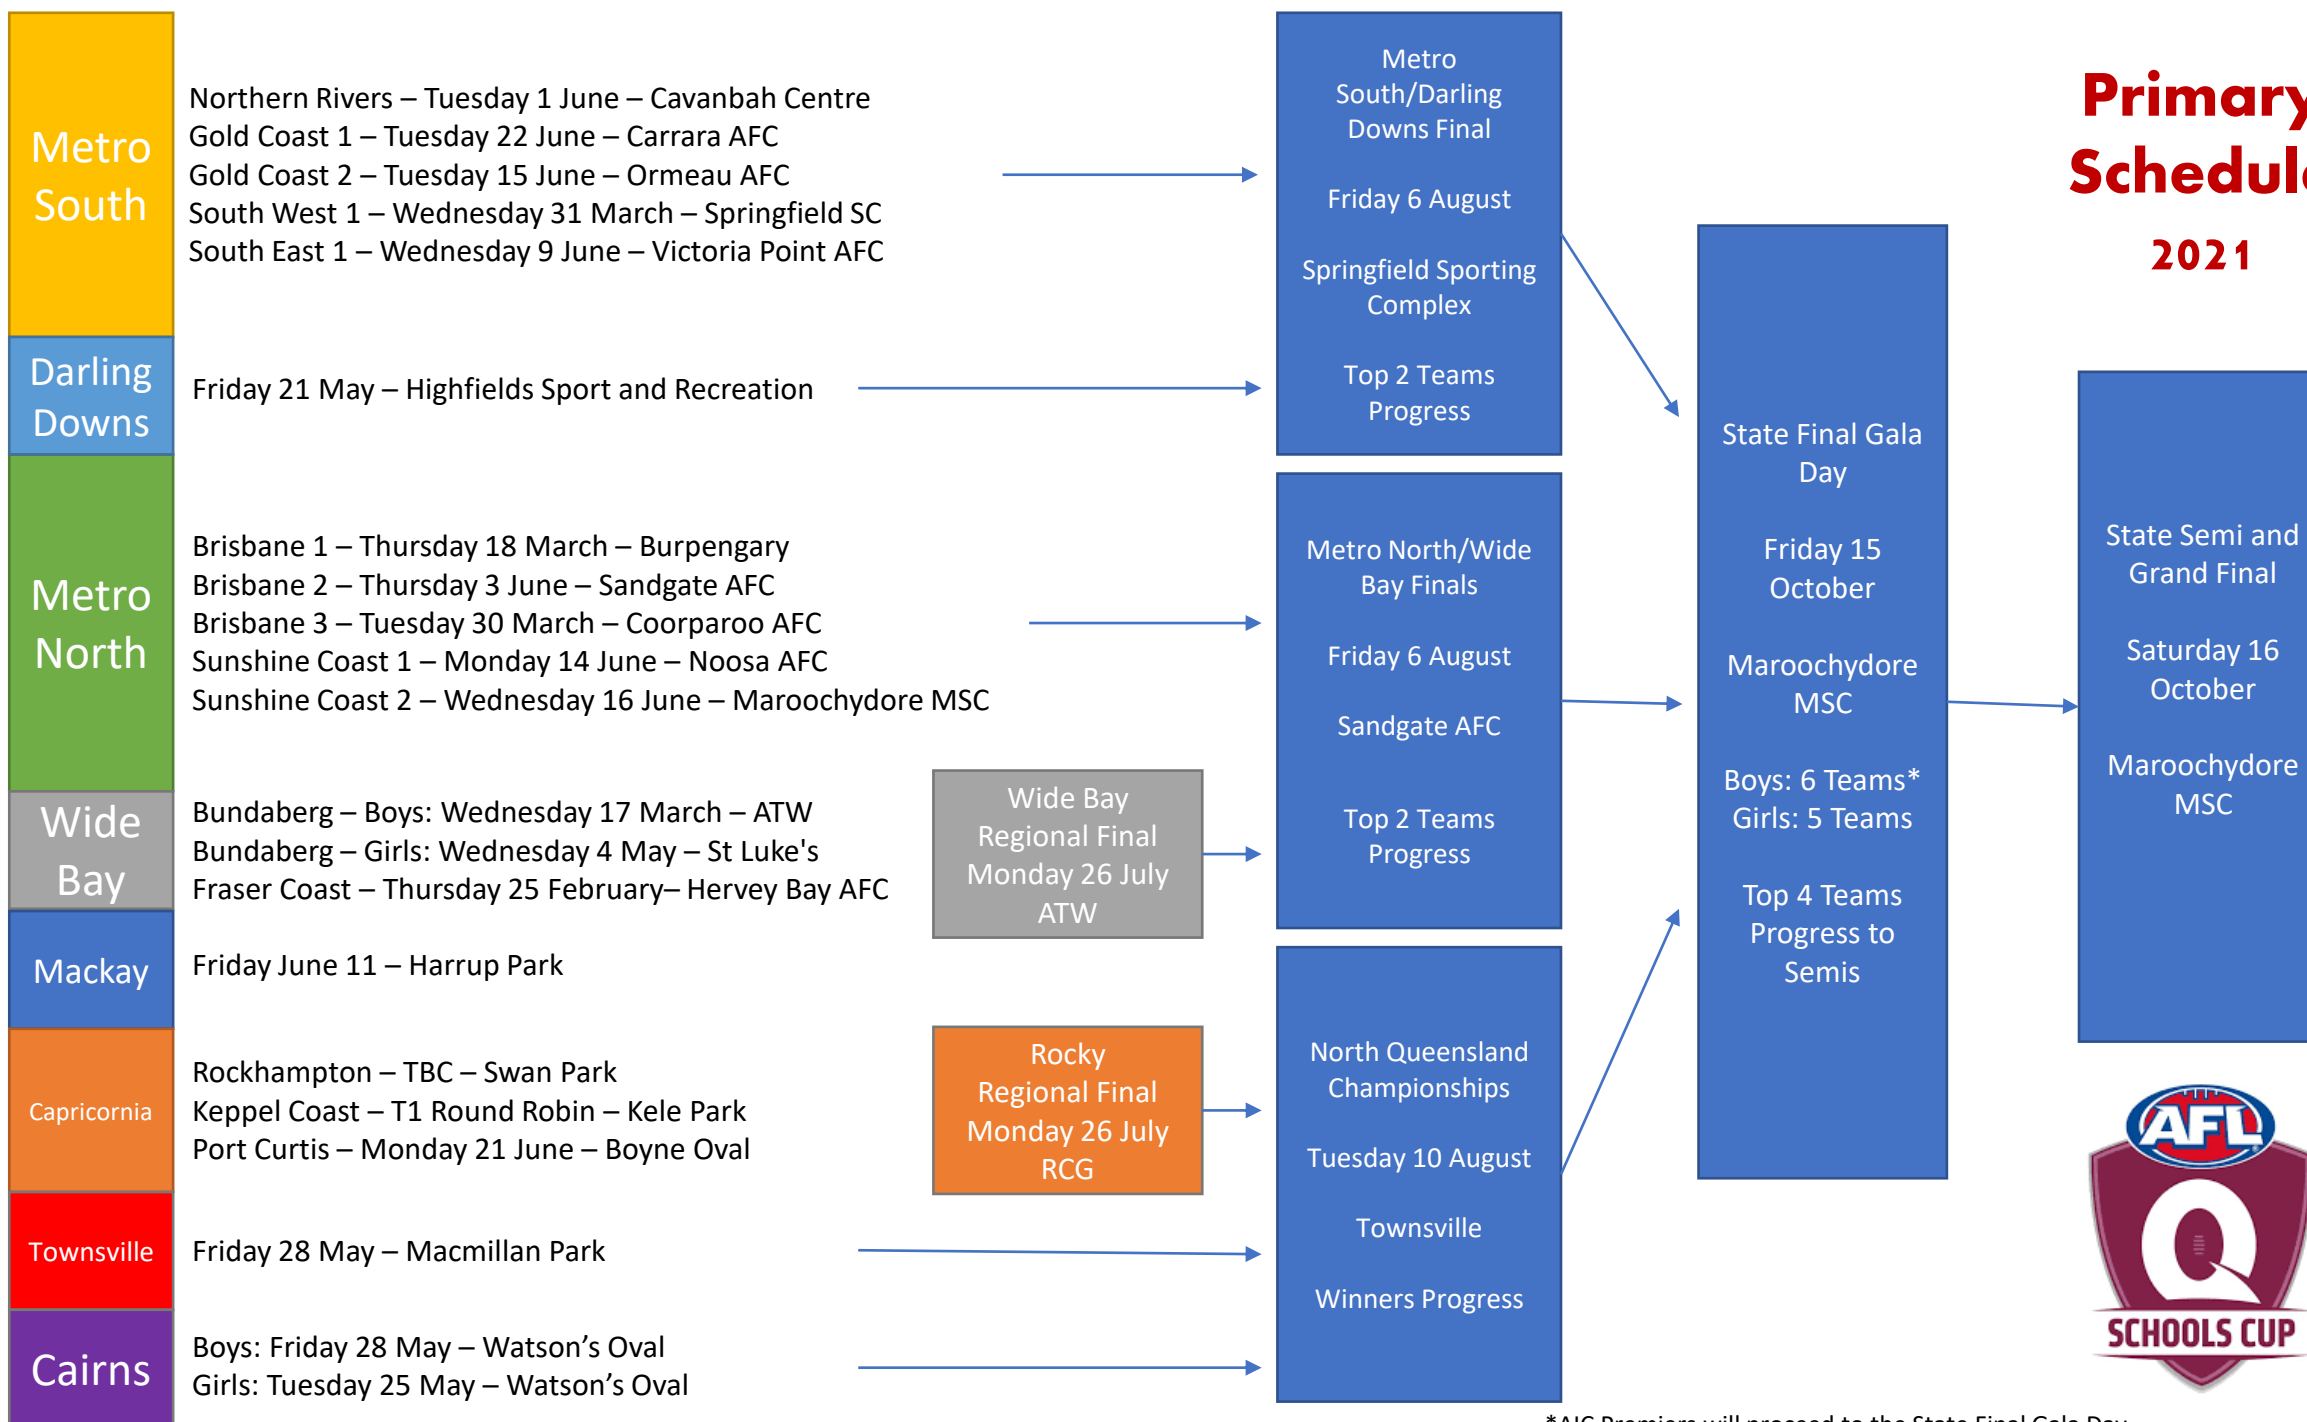 Primary
Schedule
2021
Metro
South
Northern Rivers – Tuesday 1 June – Cavanbah Centre
Gold Coast 1 – Tuesday 22 June – Carrara AFC
Gold Coast 2 – Tuesday 15 June – Ormeau AFC
South West 1 – Wednesday 31 March – Springfield SC
South East 1 – Wednesday 9 June – Victoria Point AFC
Darling
Downs
Friday 21 May – Highfields Sport and Recreation
Metro
North
Brisbane 1 – Thursday 18 March – Burpengary
Brisbane 2 – Thursday 3 June – Sandgate AFC
Brisbane 3 – Tuesday 30 March – Coorparoo AFC
Sunshine Coast 1 – Monday 14 June – Noosa AFC
Sunshine Coast 2 – Wednesday 16 June – Maroochydore MSC
Wide
Bay
Bundaberg – Boys: Wednesday 17 March – ATW
Bundaberg – Girls: Wednesday 4 May – St Luke's
Fraser Coast – Thursday 25 February– Hervey Bay AFC
Wide Bay
Regional Final
Monday 26 July
ATW
Mackay
Friday June 11 – Harrup Park
Capricornia
Rockhampton – TBC – Swan Park
Keppel Coast – T1 Round Robin – Kele Park
Port Curtis – Monday 21 June – Boyne Oval
Rocky
Regional Final
Monday 26 July
RCG
Townsville
Friday 28 May – Macmillan Park
Cairns
Boys: Friday 28 May – Watson’s Oval
Girls: Tuesday 25 May – Watson’s Oval
Metro
South/Darling
Downs Final
Friday 6 August
Springfield Sporting
Complex
Top 2 Teams
Progress
Metro North/Wide
Bay Finals
Friday 6 August
Sandgate AFC
Top 2 Teams
Progress
North Queensland
Championships
Tuesday 10 August
Townsville
Winners Progress
State Final Gala
Day
Friday 15
October
Maroochydore
MSC
Boys: 6 Teams*
Girls: 5 Teams
Top 4 Teams
Progress to
Semis
State Semi and
Grand Final
Saturday 16
October
Maroochydore
MSC
AFL
Q
SCHOOLS CUP
*AIC Premiers will proceed to the State Final Gala Day